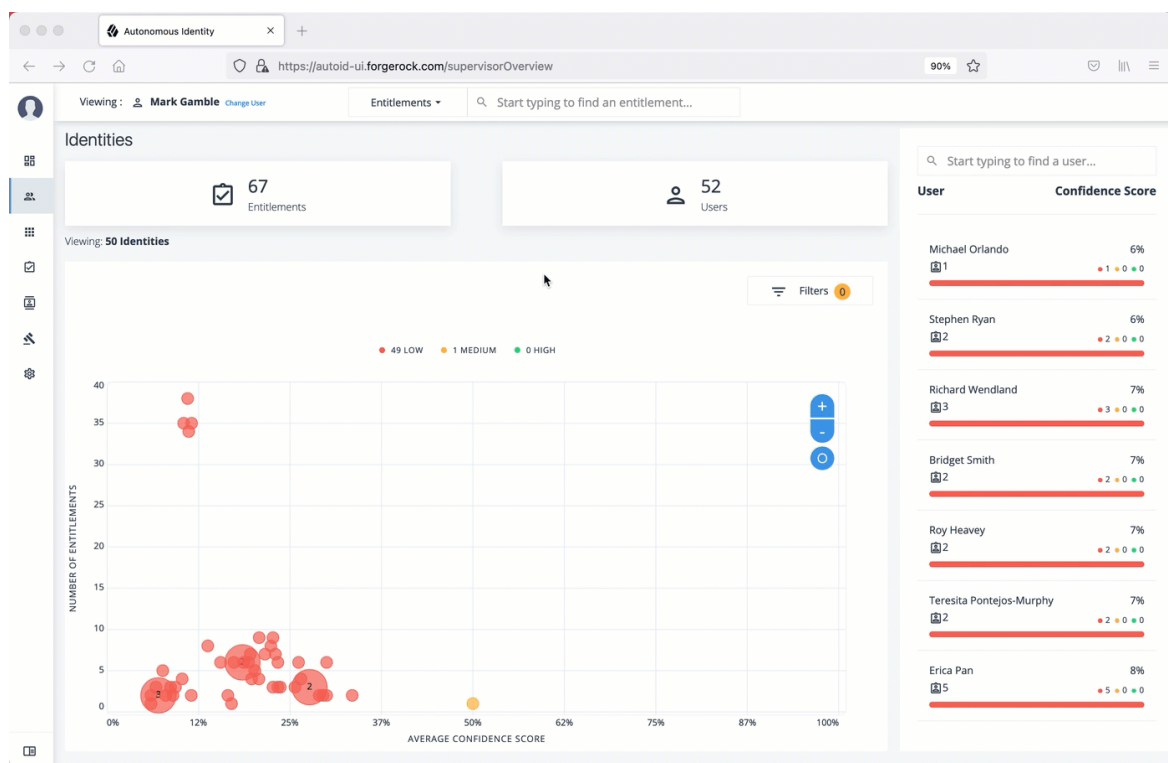 Autonomous Identity
https://autoid-ui.forgerock.com/supervisorOverview
90%
Viewing : Mark Gamble Change User
Entitlements
Start typing to find an entitlement...
Identities
67
Entitlements
52
Users
Viewing: 50 Identities
Filters 0
49 LOW 1 MEDIUM 0 HIGH
NUMBER OF ENTITLEMENTS
40
35
30
25
20
15
10
5
0
3
2
0% 12% 25% 37% 50% 62% 75% 87% 100%
AVERAGE CONFIDENCE SCORE
+
-
Start typing to find a user...
User Confidence Score
Michael Orlando 6%
1 1 0 0
Stephen Ryan 6%
2 2 0 0
Richard Wendland 7%
3 3 0 0
Bridget Smith 7%
2 2 0 0
Roy Heavey 7%
2 2 0 0
Teresita Pontejos-Murphy 7%
2 2 0 0
Erica Pan 8%
5 5 0 0